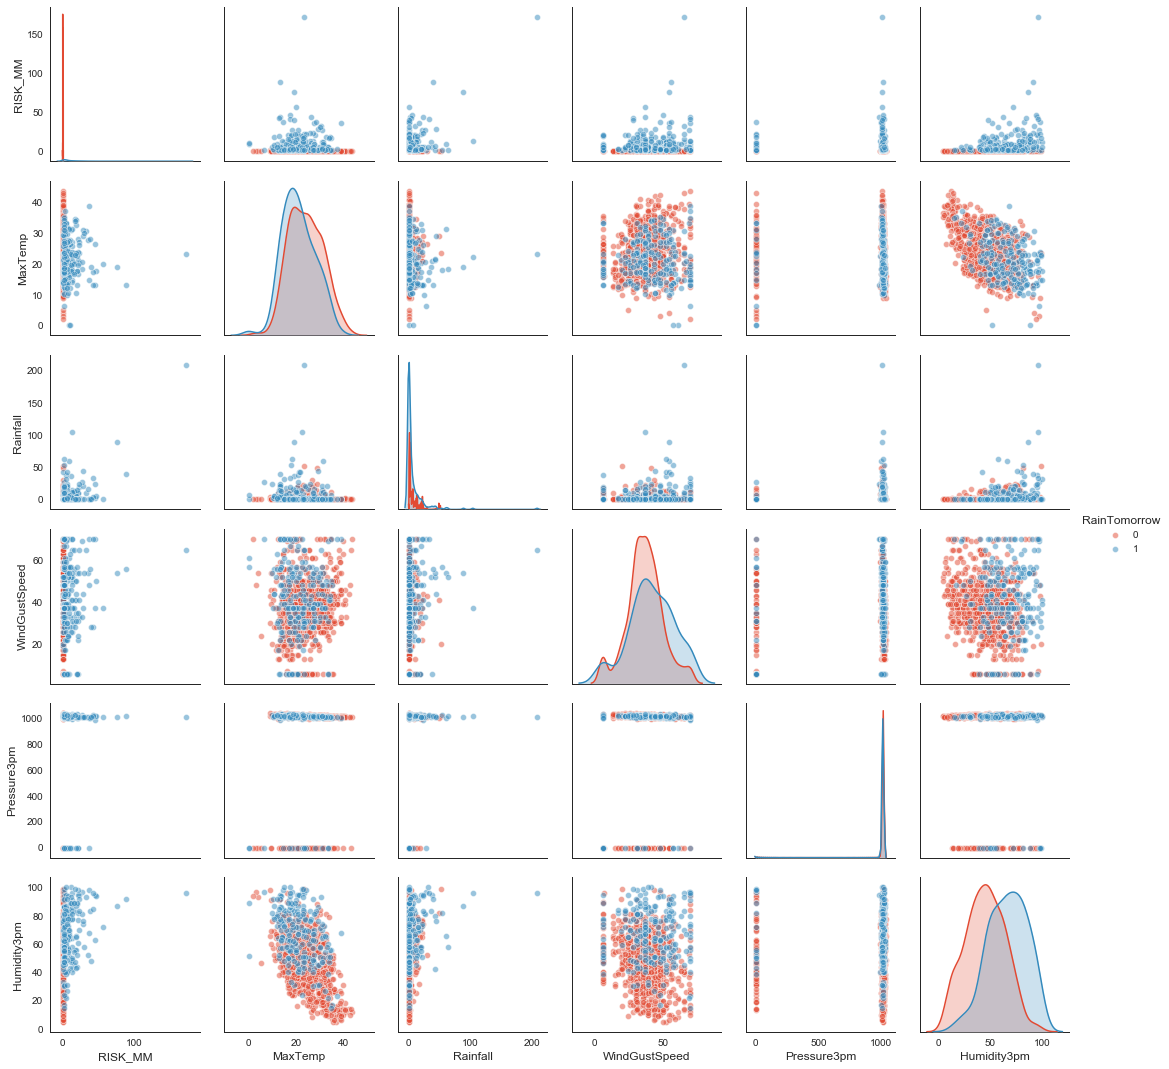 150
100
50
0
RISK_MM
40
30
20
10
0
MaxTemp
200
150
100
50
0
Rainfall
RainTomorrow
0
1
60
40
20
WindGustSpeed
1000
800
600
400
200
0
Pressure3pm
100
80
60
40
20
0
Humidity3pm
0 100
0 20 40
0 100 200
0 50
0 500 1000
0 50 100
RISK_MM MaxTemp Rainfall WindGustSpeed Pressure3pm Humidity3pm